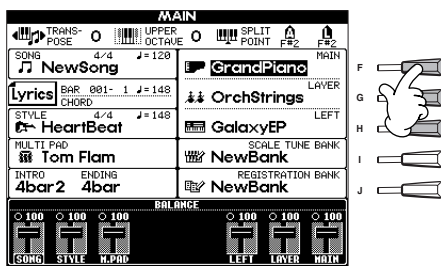 MAIN
TRANS-
POSE 0
UPPER
OCTAVE 0
SPLIT
POINT
A
F#2
L
F#2
SONG 4/4 ♩=120
NewSong
Lyrics
BAR 001- 1 ♩=148
CHORD
STYLE 4/4 ♩=148
HeartBeat
MULTI PAD
Tom Flam
INTRO ENDING
4bar2 4bar
MAIN
GrandPiano
LAYER
OrchStrings
LEFT
GalaxyEP
SCALE TUNE BANK
NewBank
REGISTRATION BANK
NewBank
F
G
H
I
J
BALANCE
100 100 100 100 100 100
SONG STYLE M.PAD LEFT LAYER MAIN